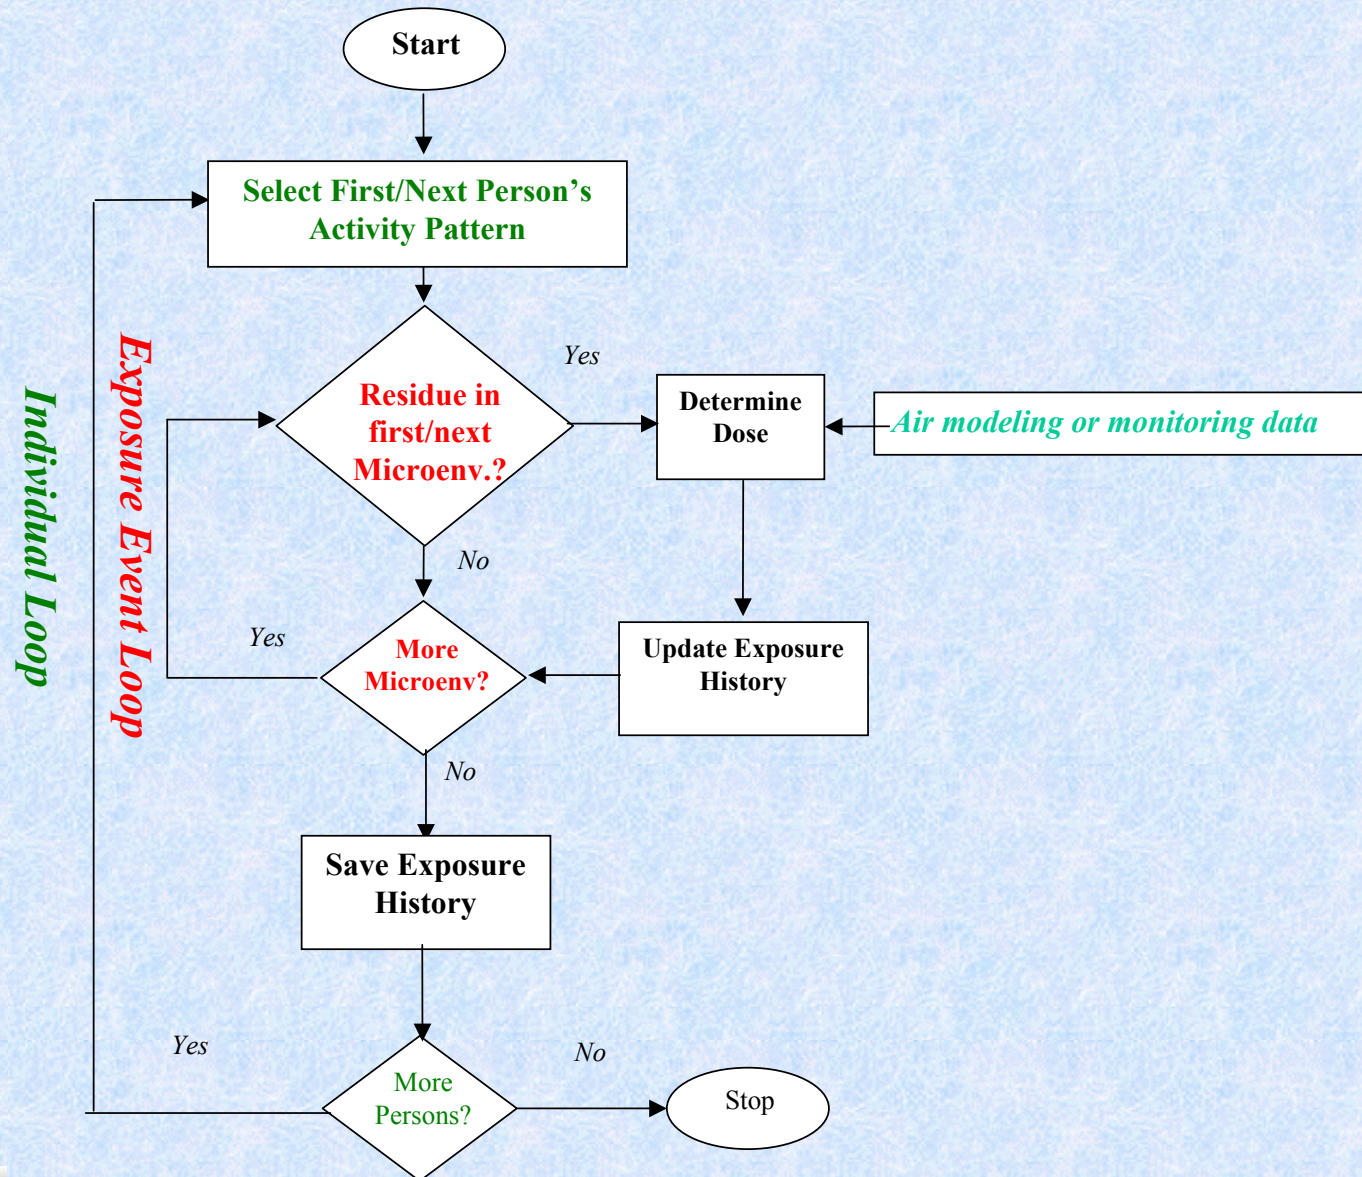 Start
Select First/Next Person’s
Activity Pattern
Residue in
first/next
Microenv.?
Yes
Determine
Dose
Air modeling or monitoring data
No
More
Microenv?
Yes
Update Exposure
History
No
Save Exposure
History
More
Persons?
Yes
No
Stop
Exposure Event Loop
Individual Loop